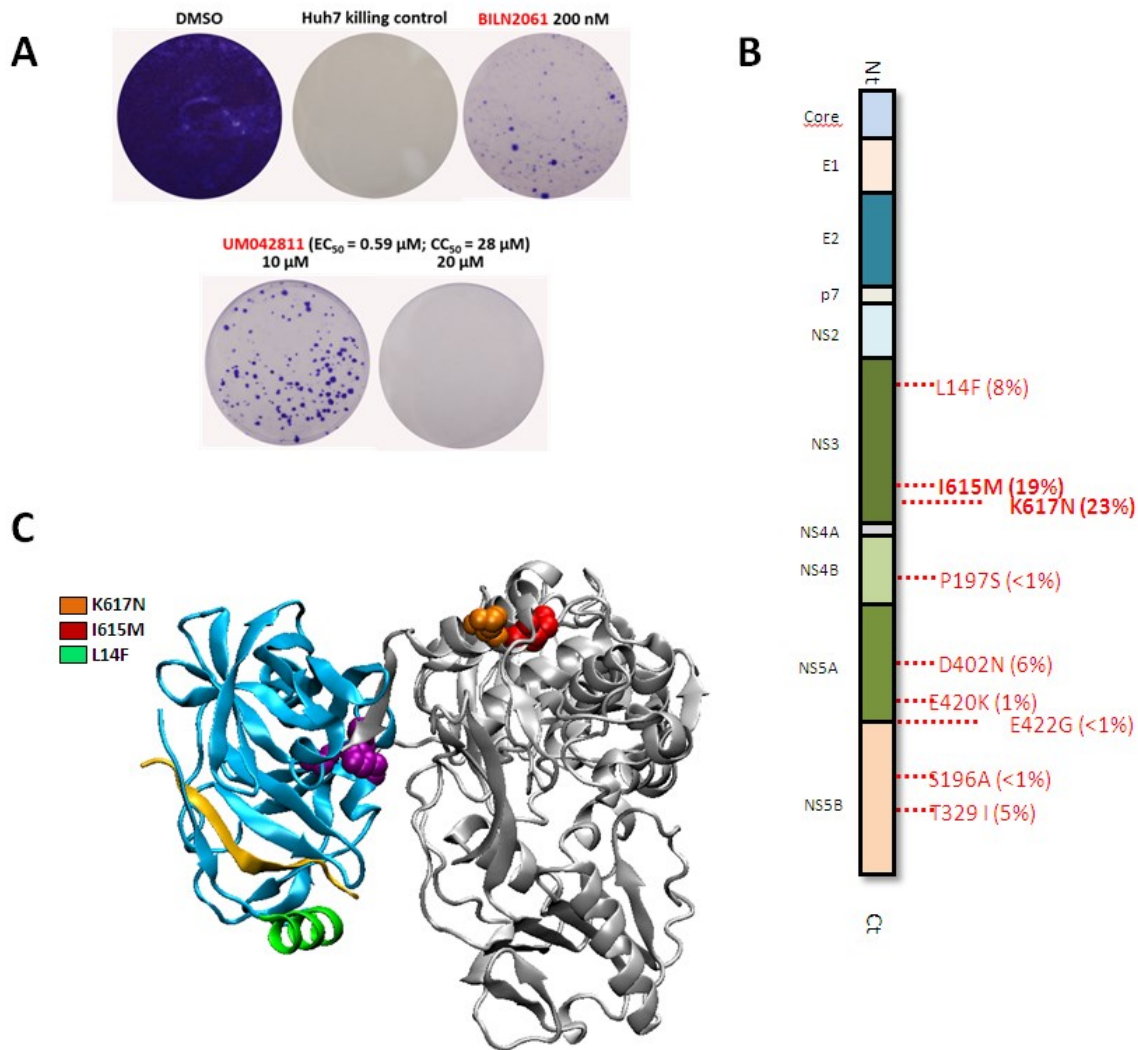 A
DMSO
Huh7 killing control
BILN2061 200 nM
UM042811 (EC50 = 0.59 µM; CC50 = 28 µM)
10 µM
20 µM
B
Nt
Core
E1
E2
p7
NS2
NS3
NS4A
NS4B
NS5A
NS5B
L14F (8%)
I615M (19%)
K617N (23%)
P197S (<1%)
D402N (6%)
E420K (1%)
E422G (<1%)
S196A (<1%)
T329 I (5%)
Ct
C
K617N
I615M
L14F